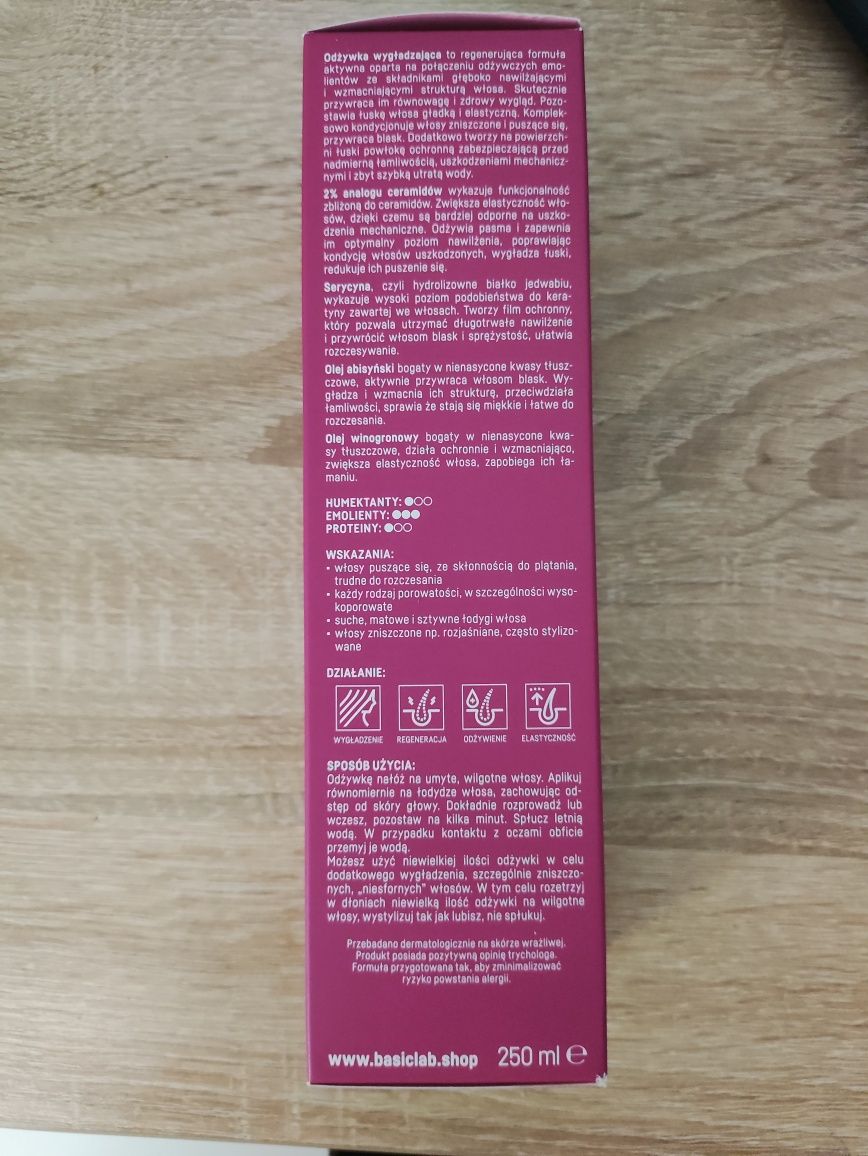 Odżywka wygładzająca to regenerująca formuła
aktywna oparta na połączeniu odżywczych emo-
lientów ze składnikami głęboko nawilżającymi
i wzmacniającymi strukturą włosa. Skutecznie
przywraca im równowagę i zdrowy wygląd. Pozo-
stawia łuskę włosa gładką i elastyczną. Komplek-
sowo kondycjonuje włosy zniszczone i puszące się,
przywraca blask. Dodatkowo tworzy na powierzch-
ni łuski powłokę ochronną zabezpieczającą przed
nadmierną łamliwością, uszkodzeniami mechanicz-
nymi i zbyt szybką utratą wody.
2% analogu ceramidów wykazuje funkcjonalność
zbliżoną do ceramidów. Zwiększa elastyczność wło-
sów, dzięki czemu są bardziej odporne na uszko-
dzenia mechaniczne. Odżywia pasma i zapewnia
im optymalny poziom nawilżenia, poprawiając
kondycję włosów uszkodzonych, wygładza łuski,
redukuje ich puszenie się.
Serycyna, czyli hydrolizowne białko jedwabiu,
wykazuje wysoki poziom podobieństwa do kera-
tyny zawartej we włosach. Tworzy film ochronny,
który pozwala utrzymać długotrwałe nawilżenie
i przywrócić włosom blask i sprężystość, ułatwia
rozczesywanie.
Olej abisyński bogaty w nienasycone kwasy tłusz-
czowe, aktywnie przywraca włosom blask. Wy-
gładza i wzmacnia ich strukturę, przeciwdziała
łamliwości, sprawia że stają się miękkie i łatwe do
rozczesania.
Olej winogronowy bogaty w nienasycone kwa-
sy tłuszczowe, działa ochronnie i wzmacniająco,
zwiększa elastyczność włosa, zapobiega ich ła-
maniu.
HUMEKTANTY: ●○○
EMOLIENTY: ●●●
PROTEINY: ●○○
WSKAZANIA:
• włosy puszące się, ze skłonnością do plątania,
trudne do rozczesania
• każdy rodzaj porowatości, w szczególności wyso-
koporowate
• suche, matowe i sztywne łodygi włosa
• włosy zniszczone np. rozjaśniane, często stylizo-
wane
DZIAŁANIE:
WYGŁADZENIE REGENERACJA ODŻYWIENIE ELASTYCZNOŚĆ
SPOSÓB UŻYCIA:
Odżywkę nałóż na umyte, wilgotne włosy. Aplikuj
równomiernie na łodydze włosa, zachowując od-
stęp od skóry głowy. Dokładnie rozprowadź lub
wczesz, pozostaw na kilka minut. Spłucz letnią
wodą. W przypadku kontaktu z oczami obficie
przemyj je wodą.
Możesz użyć niewielkiej ilości odżywki w celu
dodatkowego wygładzenia, szczególnie zniszczo-
nych, „niesfornych" włosów. W tym celu rozetrzyj
w dłoniach niewielką ilość odżywki na wilgotne
włosy, wystylizuj tak jak lubisz, nie spłukuj.
Przebadano dermatologicznie na skórze wrażliwej.
Produkt posiada pozytywną opinię trychologa.
Formuła przygotowana tak, aby zminimalizować
ryzyko powstania alergii.
www.basiclab.shop 250 ml ℮